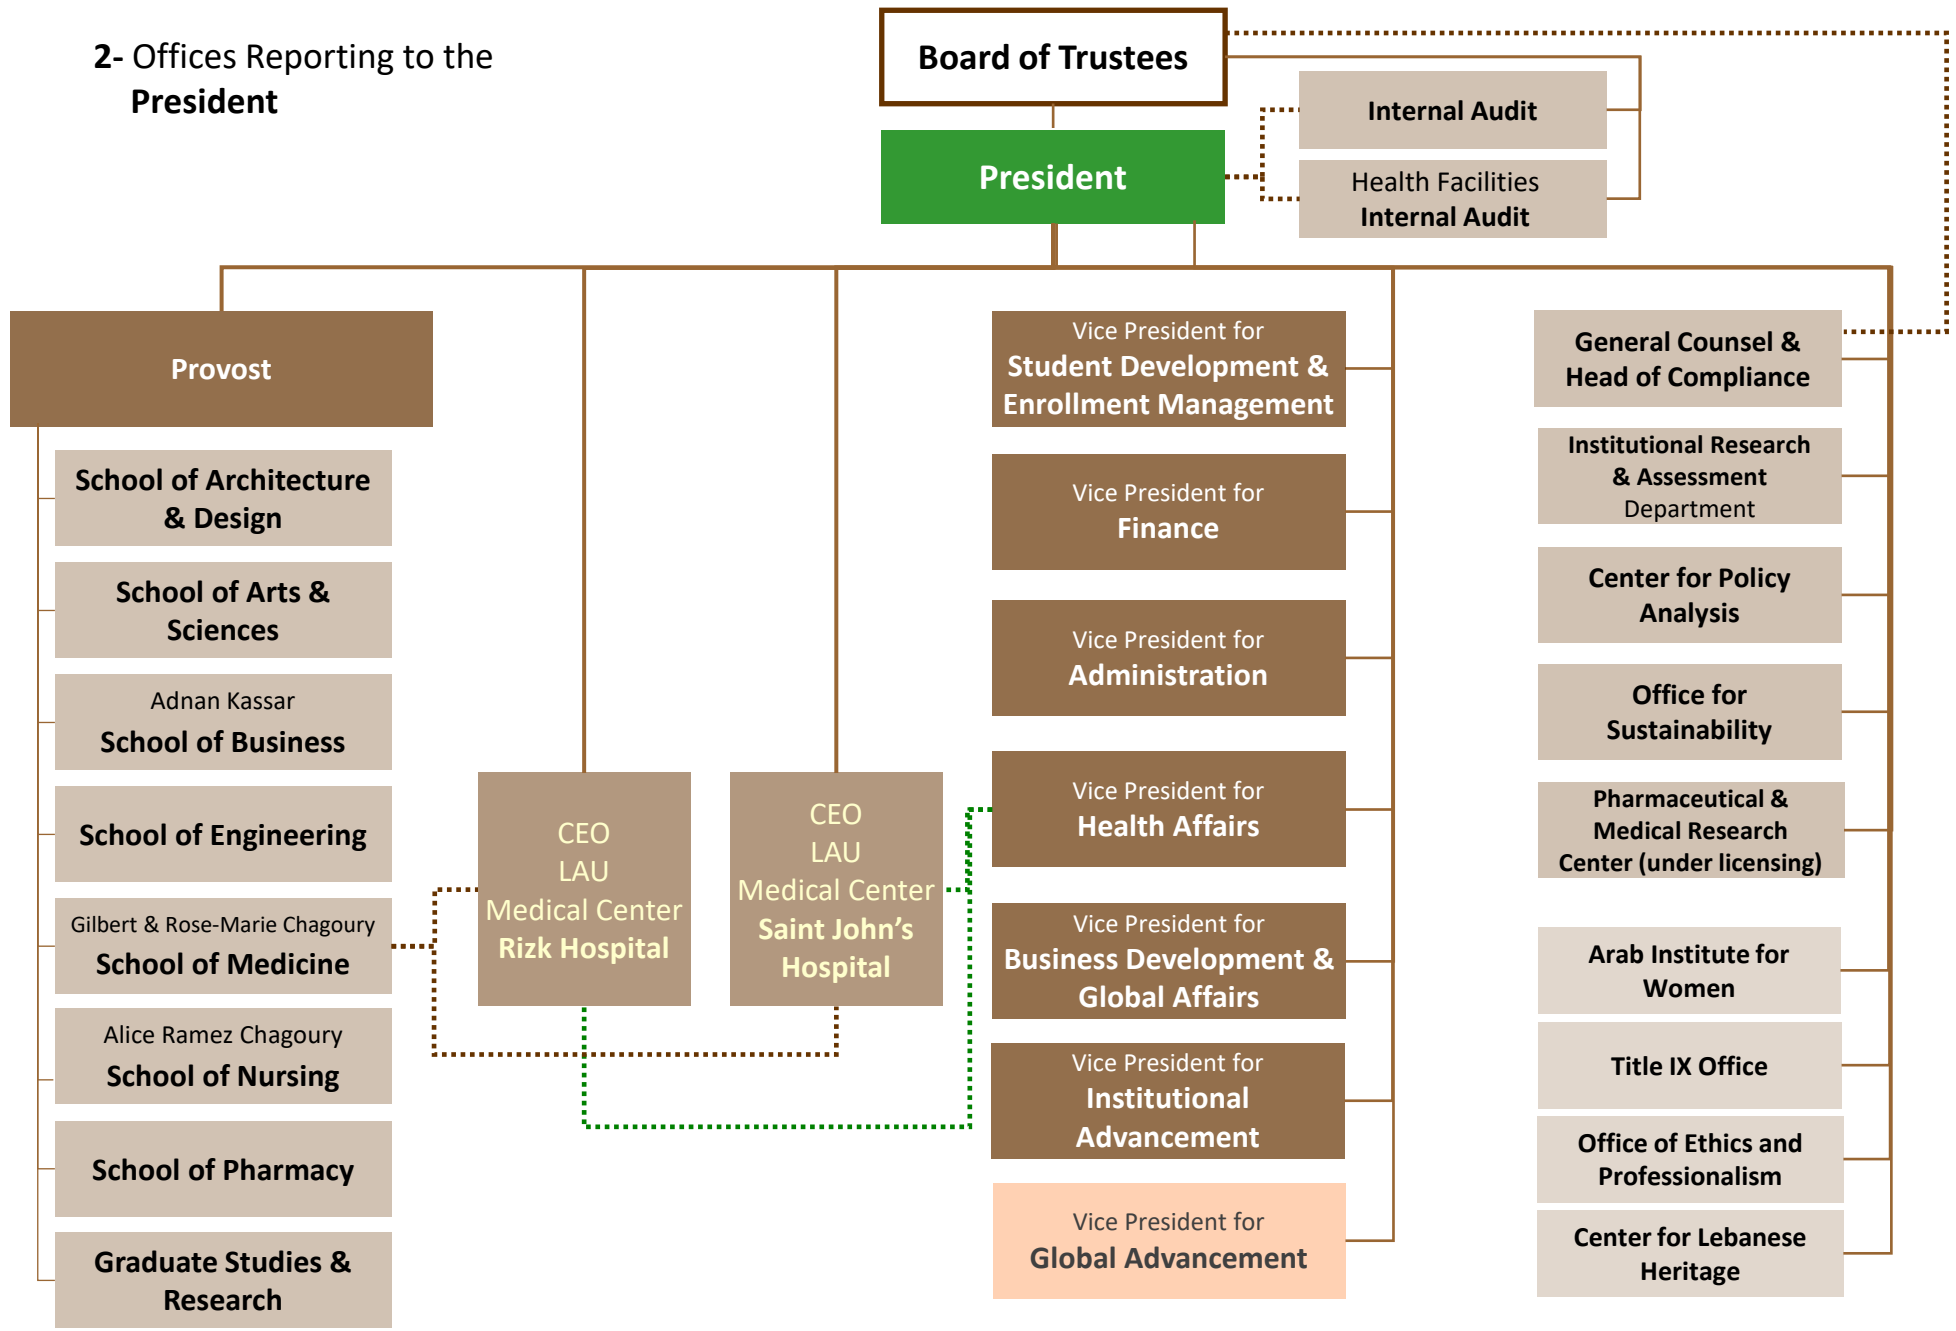 2- Offices Reporting to the
President
Board of Trustees
President
Internal Audit
Health Facilities
Internal Audit
Provost
School of Architecture
& Design
School of Arts &
Sciences
Adnan Kassar
School of Business
School of Engineering
Gilbert & Rose-Marie Chagoury
School of Medicine
Alice Ramez Chagoury
School of Nursing
School of Pharmacy
Graduate Studies &
Research
CEO
LAU
Medical Center
Rizk Hospital
CEO
LAU
Medical Center
Saint John’s
Hospital
Vice President for
Student Development &
Enrollment Management
Vice President for
Finance
Vice President for
Administration
Vice President for
Health Affairs
Vice President for
Business Development &
Global Affairs
Vice President for
Institutional
Advancement
Vice President for
Global Advancement
General Counsel &
Head of Compliance
Institutional Research
& Assessment
Department
Center for Policy
Analysis
Office for
Sustainability
Pharmaceutical &
Medical Research
Center (under licensing)
Arab Institute for
Women
Title IX Office
Office of Ethics and
Professionalism
Center for Lebanese
Heritage